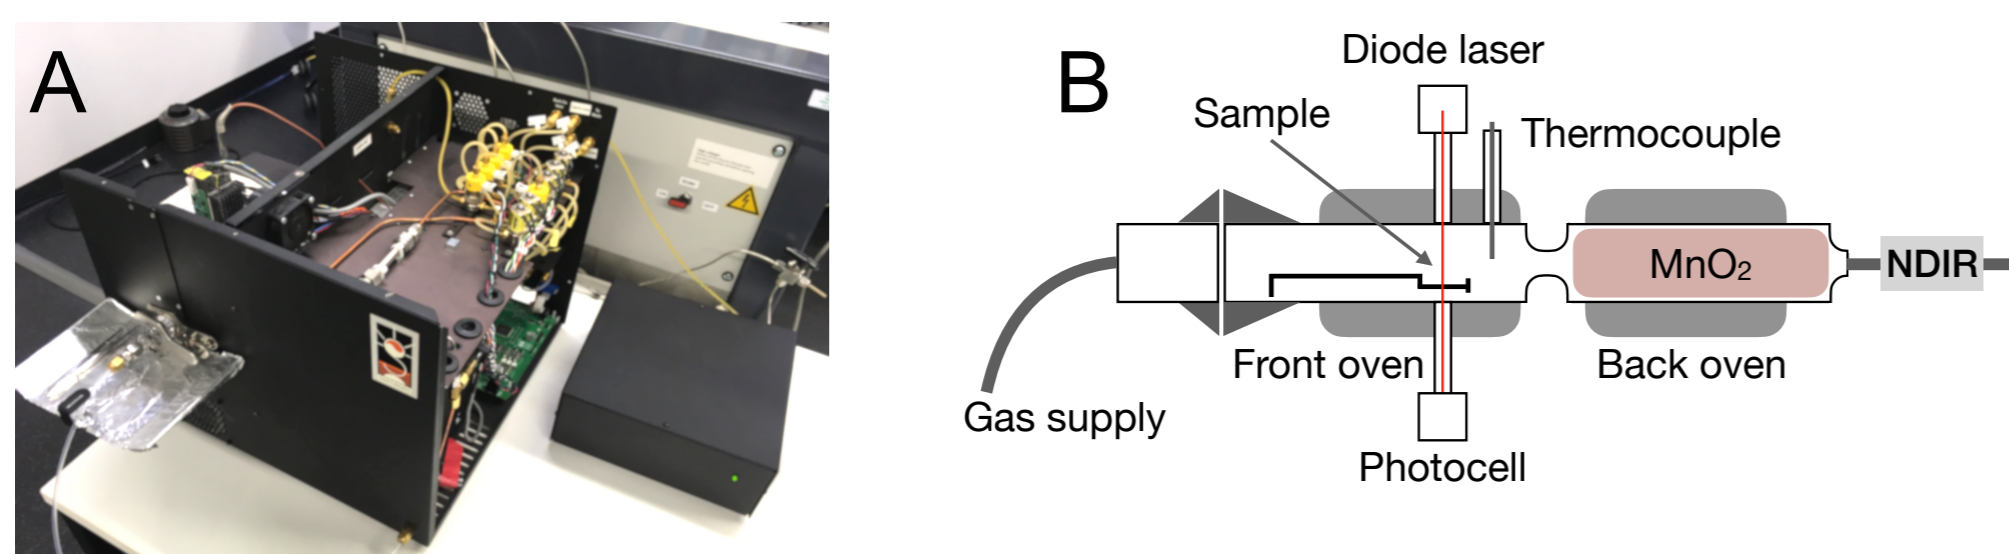 A
B
Diode laser
Sample
Thermocouple
MnO₂
NDIR
Front oven
Back oven
Gas supply
Photocell